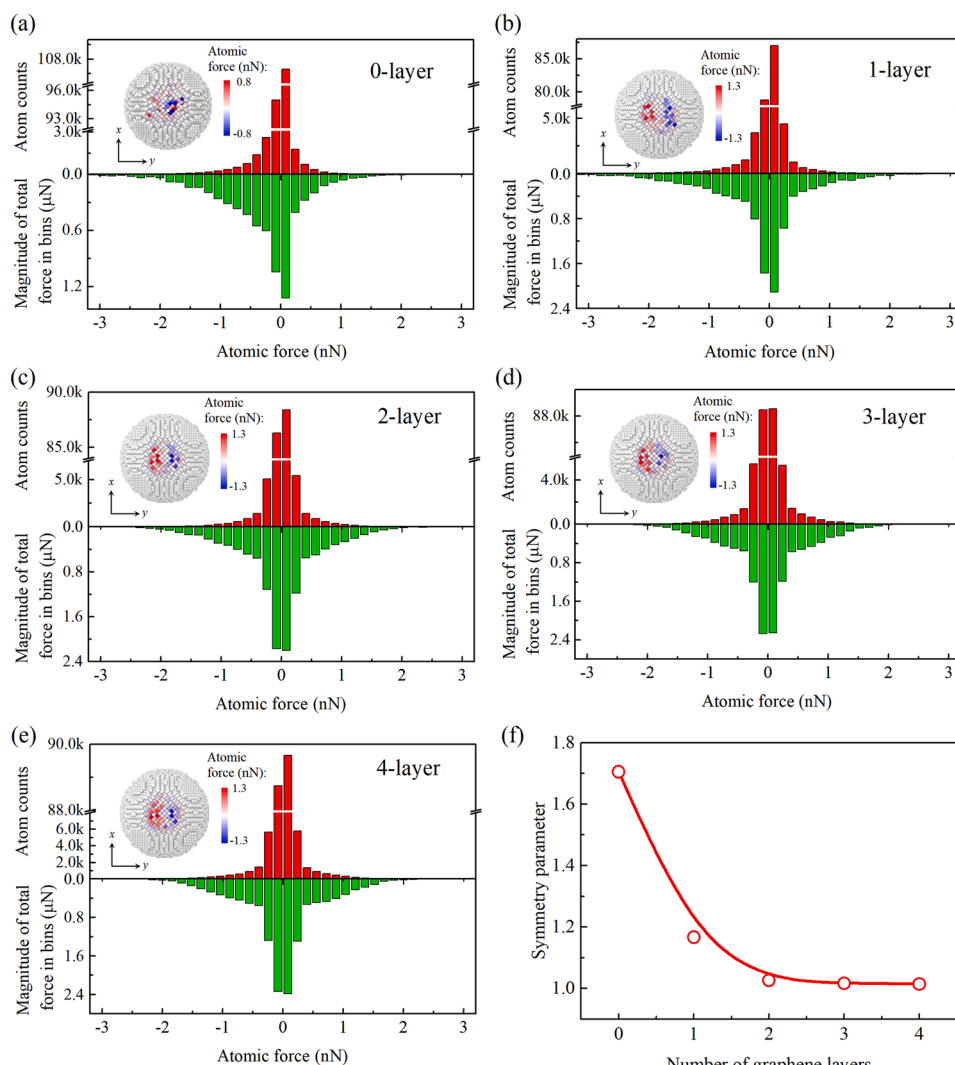 (a)
Atom counts
108.0k
96.0k
93.0k
3.0k
0.0
0.6
1.2
Magnitude of total
force in bins (μN)
Atomic
force (nN):
0.8
-0.8
x
y
0-layer
-3 -2 -1 0 1 2 3
Atomic force (nN)
(b)
Atom counts
85.0k
80.0k
5.0k
0.0
0.8
1.6
2.4
Magnitude of total
force in bins (μN)
Atomic
force (nN):
1.3
-1.3
x
y
1-layer
-3 -2 -1 0 1 2 3
Atomic force (nN)
(c)
Atom counts
90.0k
85.0k
5.0k
0.0
0.8
1.6
2.4
Magnitude of total
force in bins (μN)
Atomic
force (nN):
1.3
-1.3
x
y
2-layer
-3 -2 -1 0 1 2 3
Atomic force (nN)
(d)
Atom counts
88.0k
4.0k
0.0
0.8
1.6
2.4
Magnitude of total
force in bins (μN)
Atomic
force (nN):
1.3
-1.3
x
y
3-layer
-3 -2 -1 0 1 2 3
Atomic force (nN)
(e)
Atom counts
90.0k
88.0k
6.0k
4.0k
2.0k
0.0
0.8
1.6
2.4
Magnitude of total
force in bins (μN)
Atomic
force (nN):
1.3
-1.3
x
y
4-layer
-3 -2 -1 0 1 2 3
Atomic force (nN)
(f)
Symmetry parameter
1.8
1.6
1.4
1.2
1.0
0 1 2 3 4
Number of graphene layers